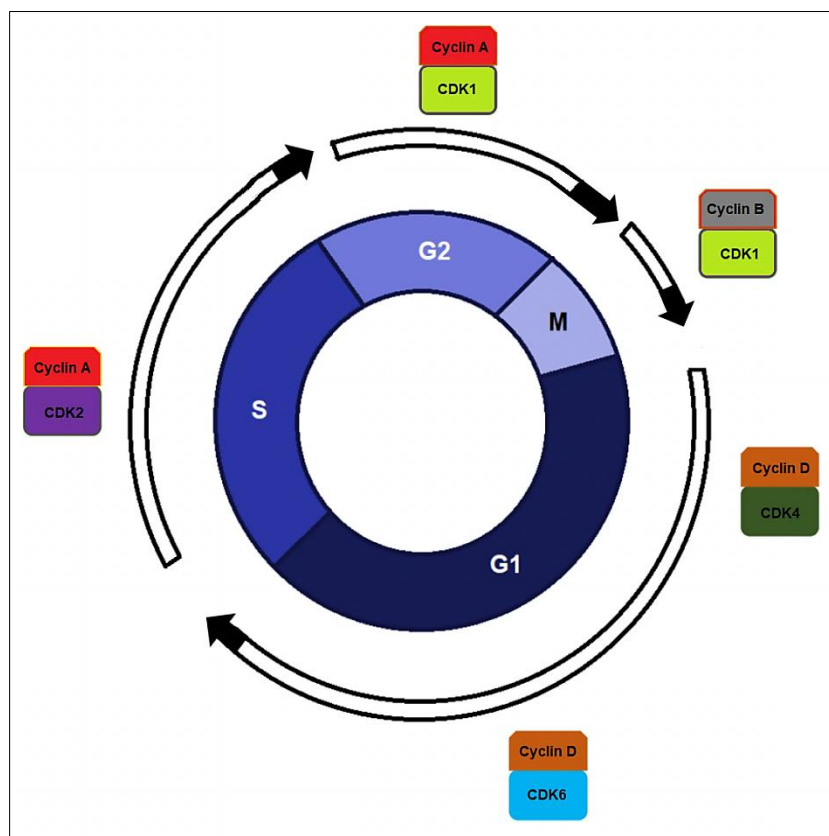 Cyclin A
CDK1
Cyclin B
CDK1
G2
M
Cyclin A
CDK2
S
Cyclin D
CDK4
G1
Cyclin D
CDK6